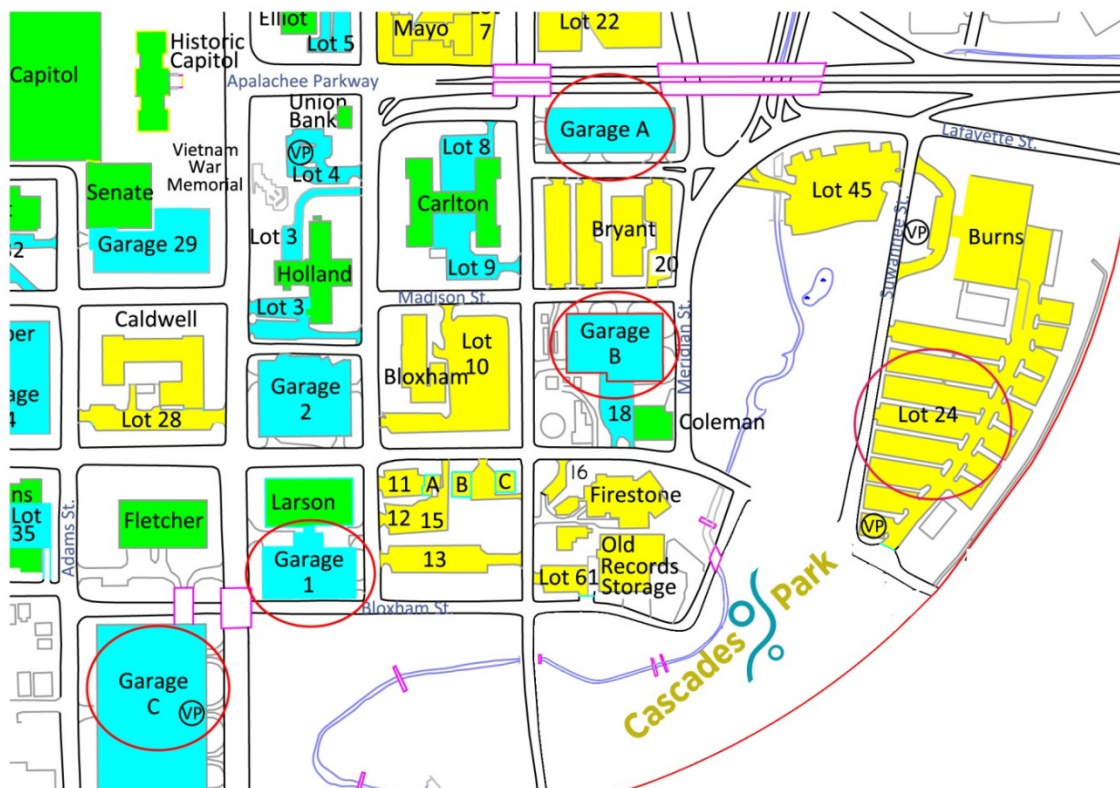 Elliot
Lot 5
Mayo
7
Lot 22
Capitol
Historic
Capitol
Apalachee Parkway
Union
Bank
VP
Lot 4
Garage A
Lafayette St.
Vietnam
War
Memorial
Senate
Garage 29
Lot 8
Carlton
Lot 9
Bryant
20
Lot 45
Suwannee St.
VP
Burns
Lot 3
Holland
Lot 3
Madison St.
Caldwell
Lot 28
Garage
2
Bloxham
Lot
10
Garage
B
18
Coleman
Meridian St.
Lot 24
VP
Lot
35
Adams St.
Fletcher
Larson
Garage
1
11
A
B
C
12
15
13
16
Firestone
Lot 61
Old
Records
Storage
Bloxham St.
Garage
C
VP
Cascades Park